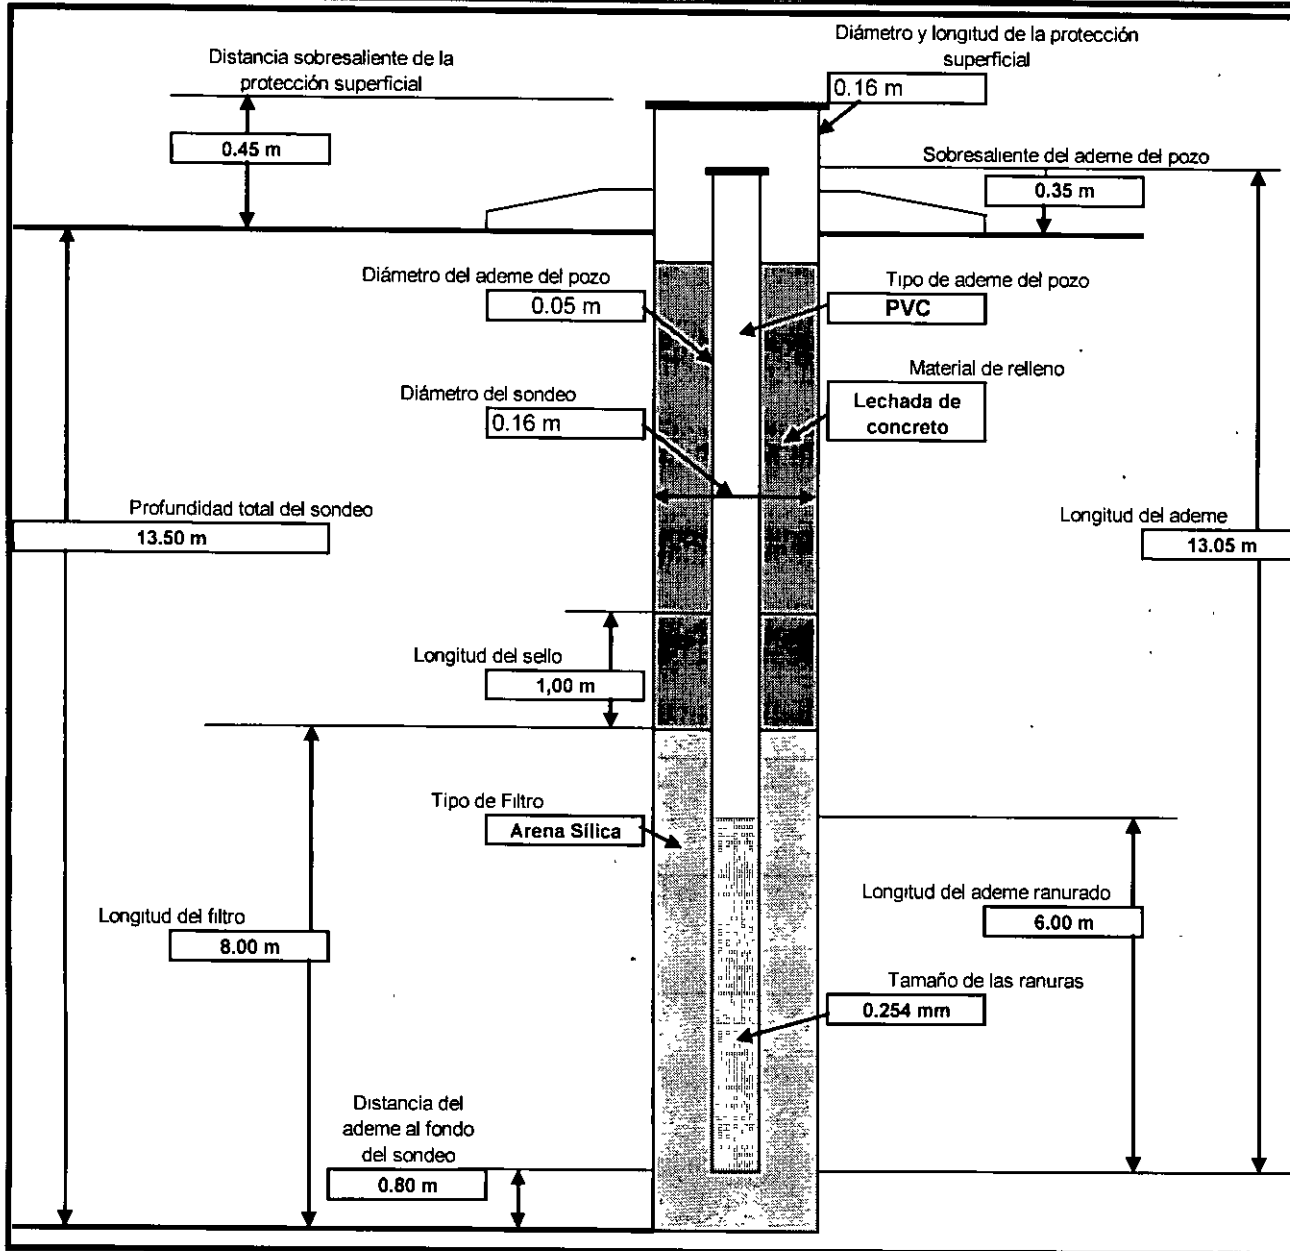 Distancia sobresaliente de la
protección superficial
0.45 m
Diámetro y longitud de la protección
superficial
0.16 m
Sobresaliente del ademe del pozo
0.35 m
Diámetro del ademe del pozo
0.05 m
Tipo de ademe del pozo
PVC
Diámetro del sondeo
0.16 m
Material de relleno
Lechada de
concreto
Profundidad total del sondeo
13.50 m
Longitud del ademe
13.05 m
Longitud del sello
1,00 m
Tipo de Filtro
Arena Sílica
Longitud del ademe ranurado
6.00 m
Longitud del filtro
8.00 m
Tamaño de las ranuras
0.254 mm
Distancia del
ademe al fondo
del sondeo
0.80 m